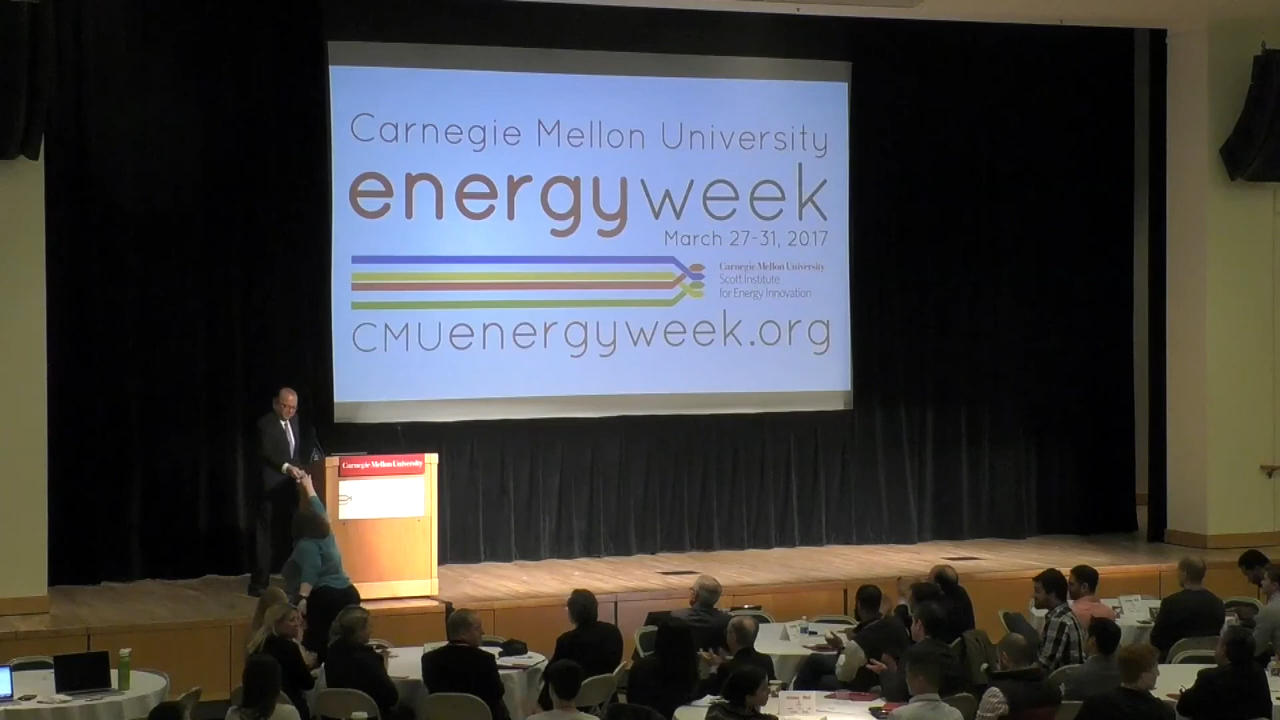 Carnegie Mellon University
energyweek
March 27-31, 2017
Carnegie Mellon University
Scott Institute
for Energy Innovation
CMUenergyweek.org
Carnegie Mellon University